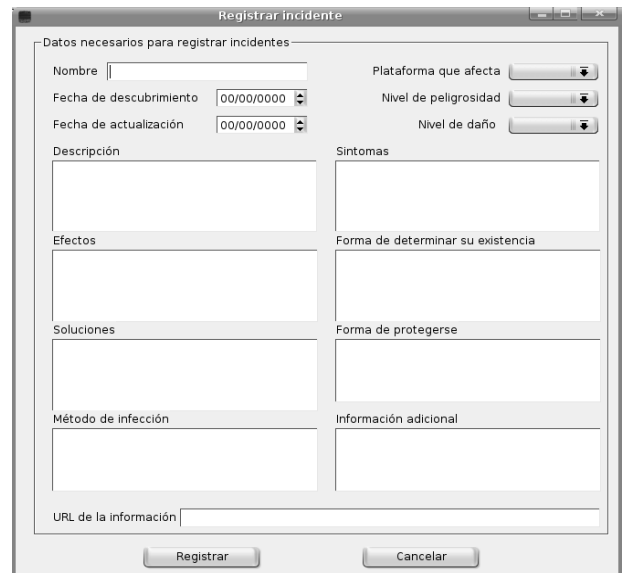 Registrar incidente
Datos necesarios para registrar incidentes
Nombre
Plataforma que afecta
Fecha de descubrimiento 00/00/0000
Nivel de peligrosidad
Fecha de actualización 00/00/0000
Nivel de daño
Descripción
Sintomas
Efectos
Forma de determinar su existencia
Soluciones
Forma de protegerse
Método de infección
Información adicional
URL de la información
Registrar
Cancelar